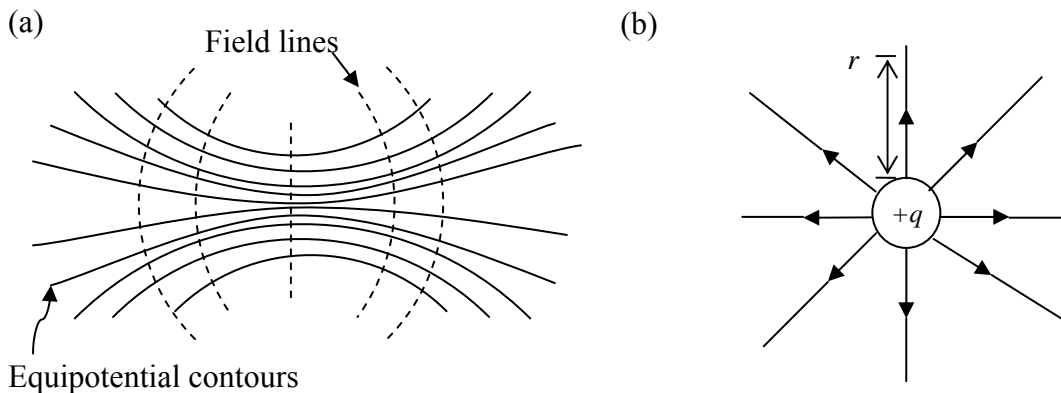 (a)
Field lines
Equipotential contours
(b)
r
+q